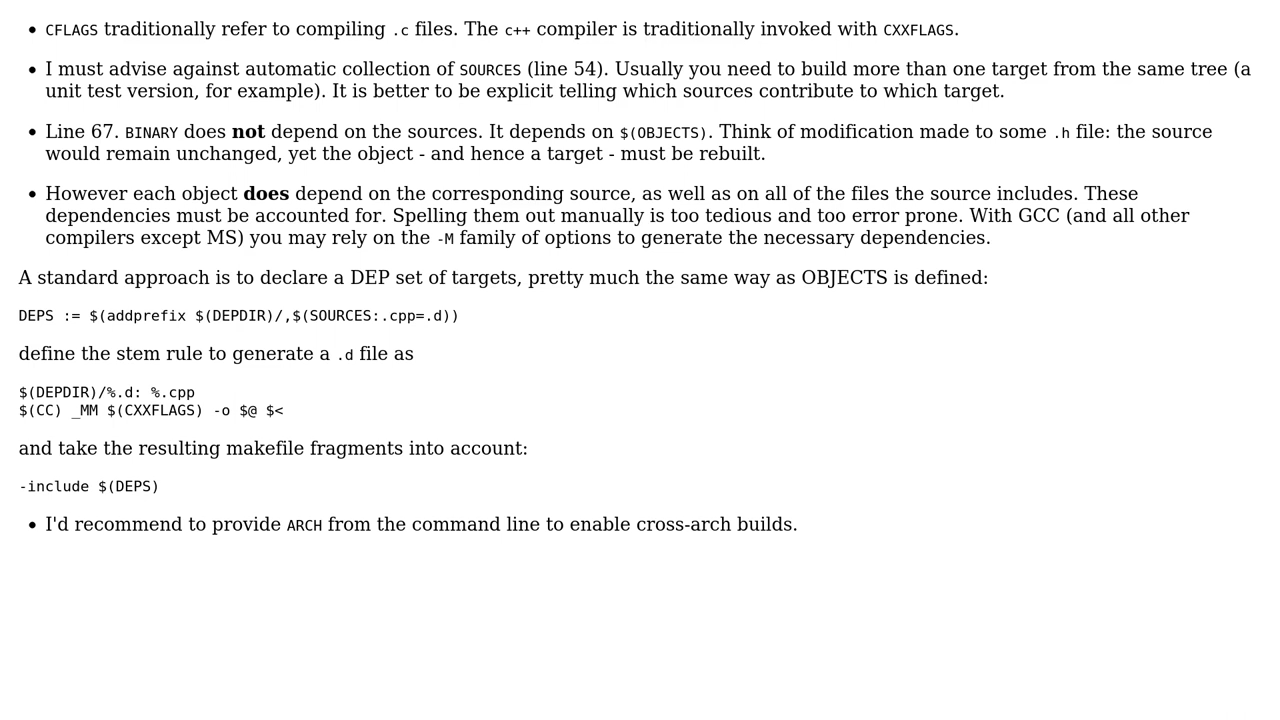 CFLAGS traditionally refer to compiling .c files. The c++ compiler is traditionally invoked with CXXFLAGS.
I must advise against automatic collection of SOURCES (line 54). Usually you need to build more than one target from the same tree (a
unit test version, for example). It is better to be explicit telling which sources contribute to which target.
Line 67. BINARY does not depend on the sources. It depends on $(OBJECTS). Think of modification made to some .h file: the source
would remain unchanged, yet the object - and hence a target - must be rebuilt.
However each object does depend on the corresponding source, as well as on all of the files the source includes. These
dependencies must be accounted for. Spelling them out manually is too tedious and too error prone. With GCC (and all other
compilers except MS) you may rely on the -M family of options to generate the necessary dependencies.
A standard approach is to declare a DEP set of targets, pretty much the same way as OBJECTS is defined:
DEPS := $(addprefix $(DEPDIR)/,$(SOURCES:.cpp=.d))
define the stem rule to generate a .d file as
$(DEPDIR)/%.d: %.cpp
$(CC) _MM $(CXXFLAGS) -o $@ $<
and take the resulting makefile fragments into account:
-include $(DEPS)
I'd recommend to provide ARCH from the command line to enable cross-arch builds.